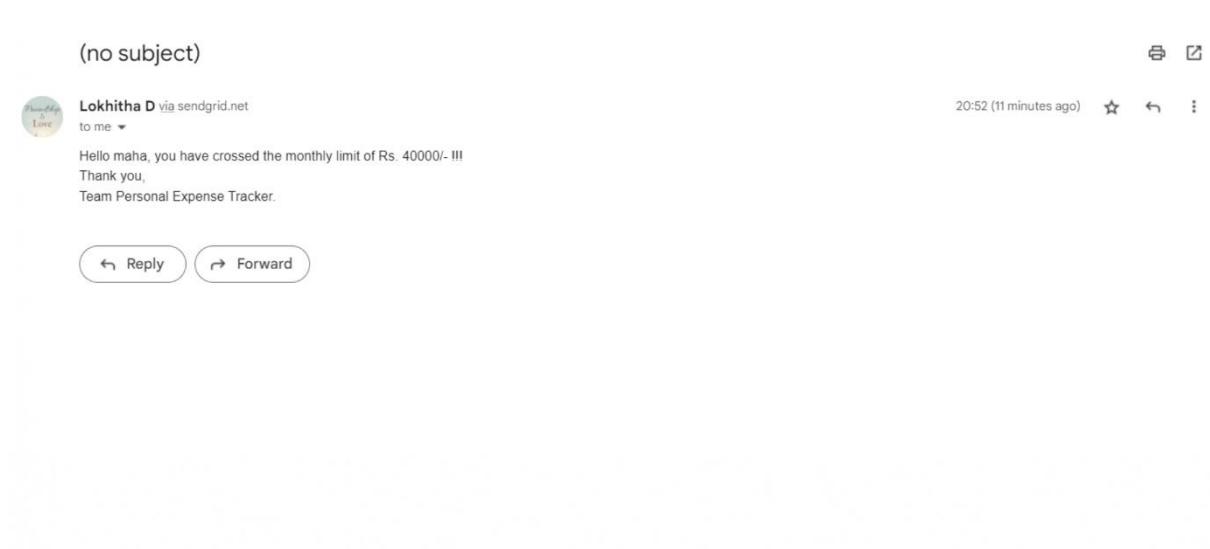 (no subject)
Lokhitha D via sendgrid.net
20:52 (11 minutes ago)
to me
Hello maha, you have crossed the monthly limit of Rs. 40000/- !!!
Thank you,
Team Personal Expense Tracker.
Reply
Forward